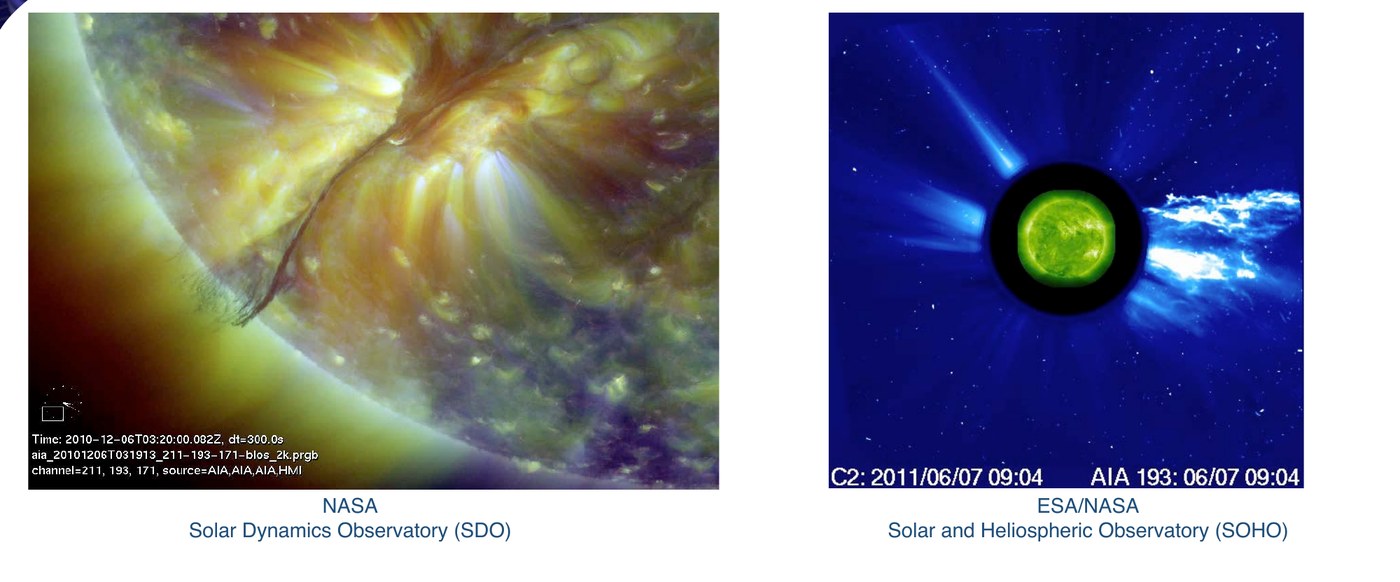 Time: 2010-12-06T03:20:00.082Z, dt=300.0s
aia_20101206T031913_211-193-171-blos_2k.prgb
channel=211, 193, 171, source=AIA,AIA,AIA,HMI
NASA
Solar Dynamics Observatory (SDO)
C2: 2011/06/07 09:04 AIA 193: 06/07 09:04
ESA/NASA
Solar and Heliospheric Observatory (SOHO)